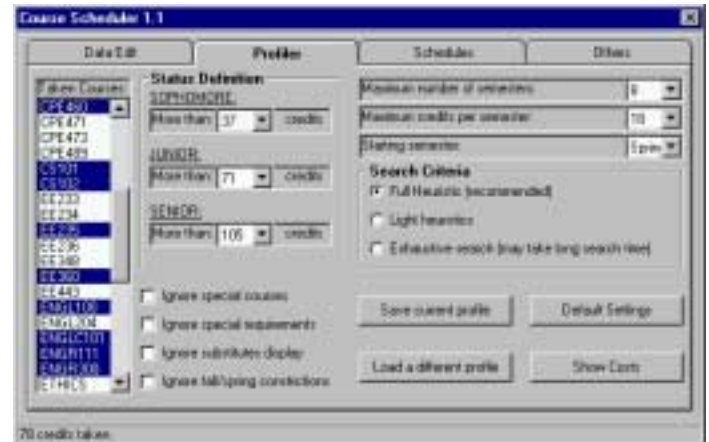 Course Scheduler 1.1
Data Edit
Profiles
Schedules
Others
Taken Courses:
CPE460
CPE471
CPE473
CPE489
CS101
CS102
EE233
EE234
EE235
EE236
EE348
EE360
EE443
ENGL100
ENGL204
ENGLC101
ENGR111
ENGR300
ETHICS
Status Definition
SOPHOMORE:
More than 37 credits
JUNIOR:
More than 71 credits
SENIOR:
More than 105 credits
Ignore special courses
Ignore special requirements
Ignore substitutes display
Ignore fall/spring constrictions
Maximum number of semesters:
Maximum credits per semester: 18
Starting semester:
Search Criteria
Full Heuristic (recommended)
Light heuristics
Exhaustive search (may take long search time)
Save current profile
Default Settings
Load a different profile
Show Costs
78 credits taken.